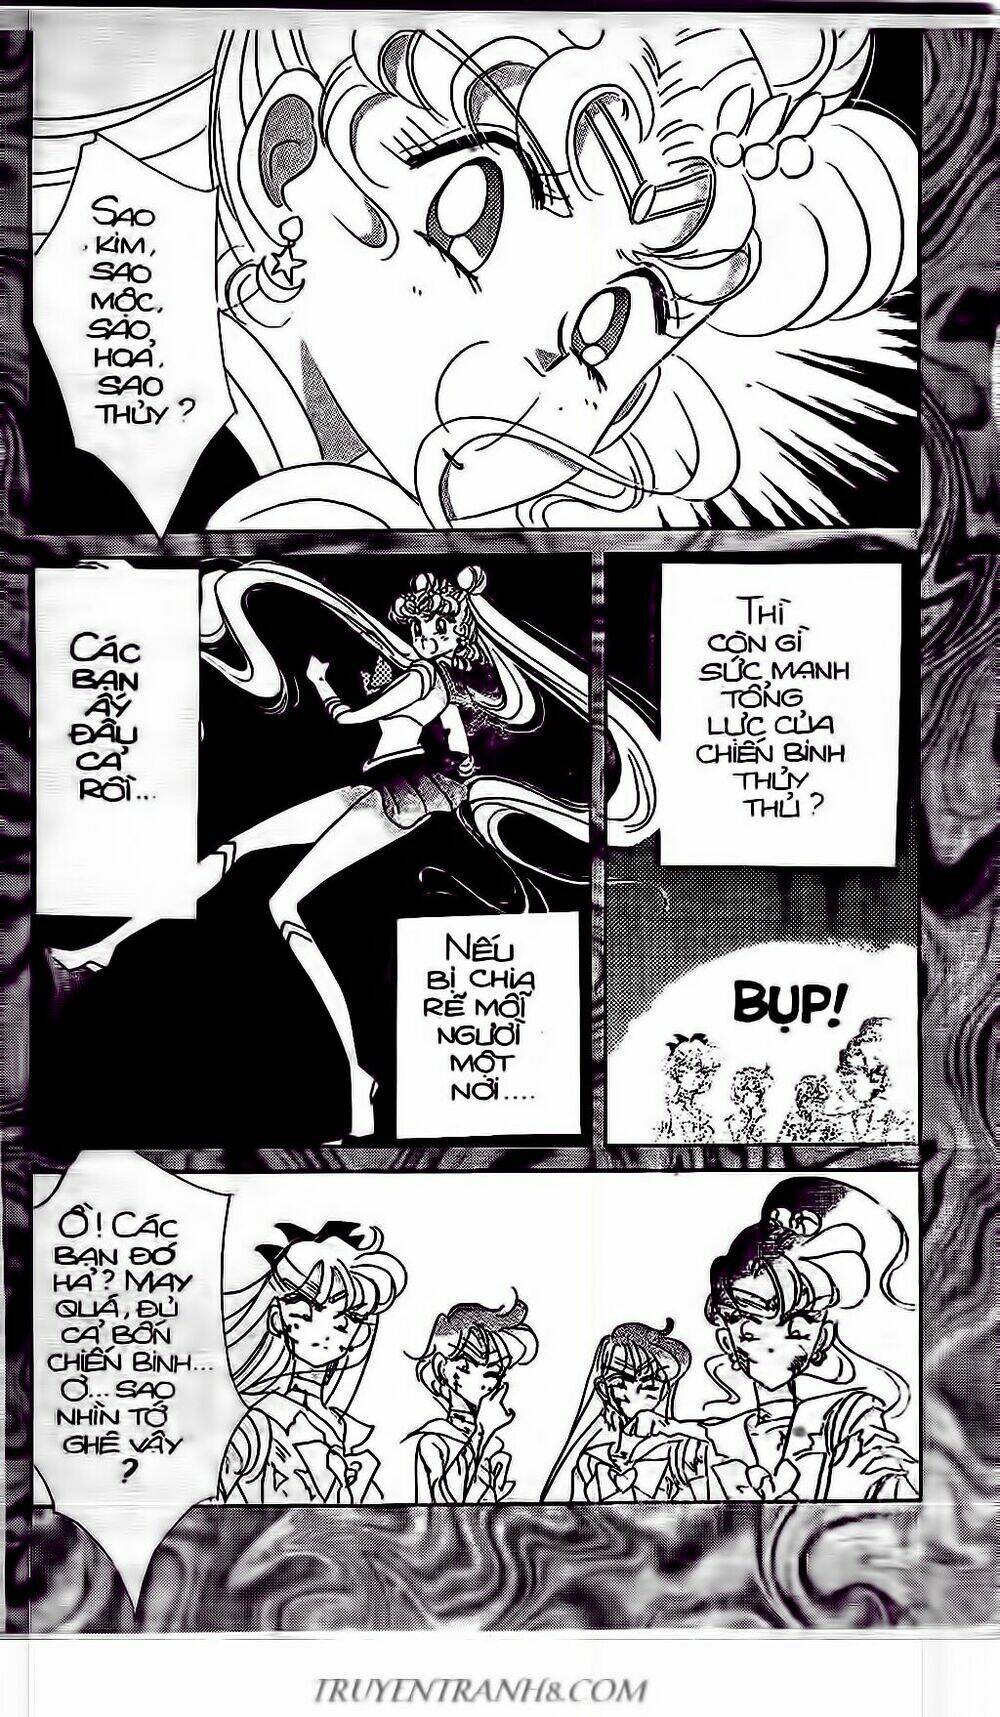 SAO
KIM,
SAO
MỘC,
SAO
HOẢ,
SAO
THỦY?
THÌ
CÒN GÌ
SỨC MẠNH
TỔNG
LỰC CỦA
CHIẾN BINH
THỦY
THỦ?
CÁC
BẠN
ẤY
ĐÂU
CẢ
RỒI...
NẾU
BỊ CHIA
RẼ MỖI
NGƯƠÌ
MỘT
NƠI....
BỤP!
Ồ! CÁC
BẠN ĐÓ
HẢ? MAY
QUÁ, ĐỦ
CẢ BỐN
CHIẾN BINH...
Ơ... SAO
NHÌN TỚ
GHÊ VẬY
?
TRUYENTRANH8.COM